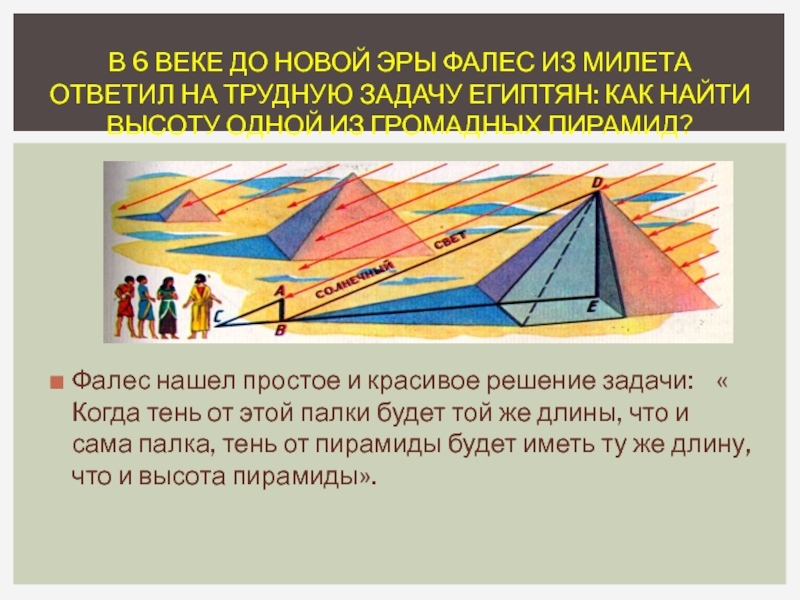 В 6 ВЕКЕ ДО НОВОЙ ЭРЫ ФАЛЕС ИЗ МИЛЕТА
ОТВЕТИЛ НА ТРУДНУЮ ЗАДАЧУ ЕГИПТЯН: КАК НАЙТИ
ВЫСОТУ ОДНОЙ ИЗ ГРОМАДНЫХ ПИРАМИД?
D
СОЛНЕЧНЫЙ СВЕТ
A
C
B
E
Фалес нашел простое и красивое решение задачи: «
Когда тень от этой палки будет той же длины, что и
сама палка, тень от пирамиды будет иметь ту же длину,
что и высота пирамиды».